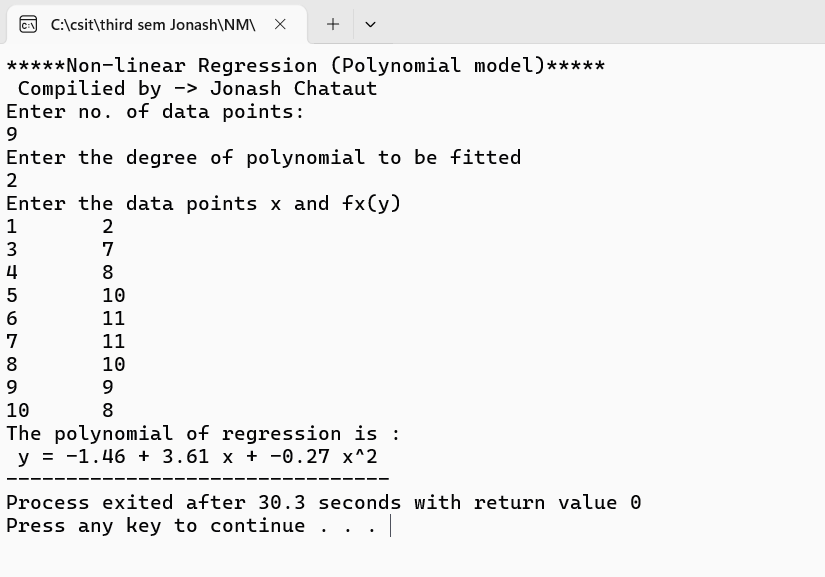 C:\csit\third sem Jonash\NM\
*****Non-linear Regression (Polynomial model)*****
Compilied by -> Jonash Chataut
Enter no. of data points:
9
Enter the degree of polynomial to be fitted
2
Enter the data points x and fx(y)
1 2
3 7
4 8
5 10
6 11
7 11
8 10
9 9
10 8
The polynomial of regression is :
y = -1.46 + 3.61 x + -0.27 x^2
--------------------------------
Process exited after 30.3 seconds with return value 0
Press any key to continue . . .